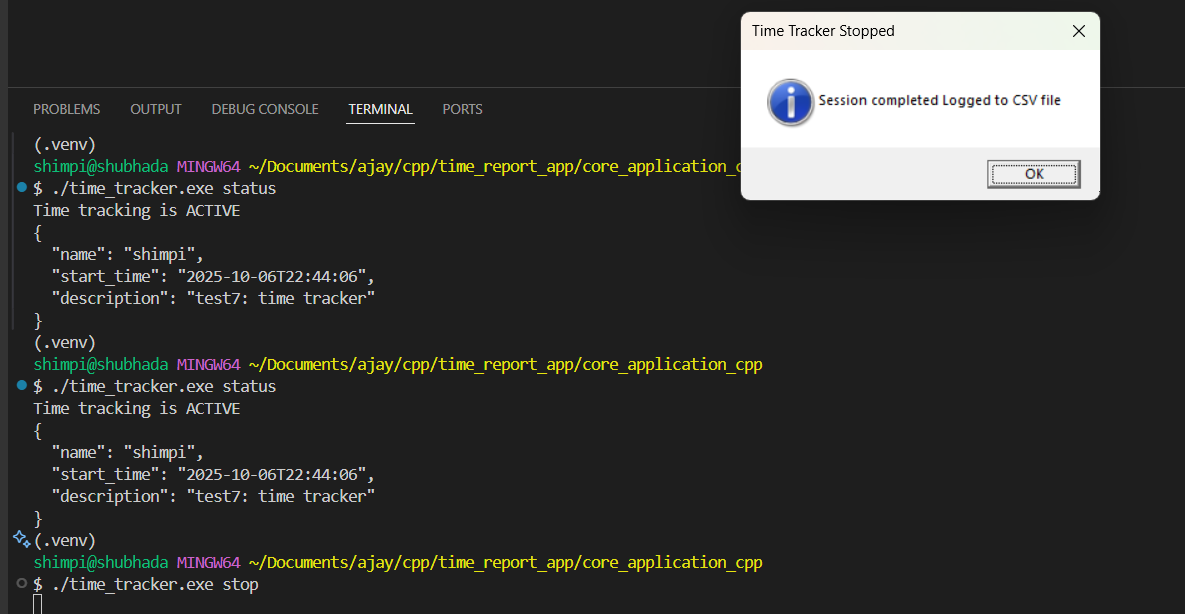 Time Tracker Stopped
Session completed Logged to CSV file
OK
PROBLEMS OUTPUT DEBUG CONSOLE TERMINAL PORTS
(.venv)
shimpi@shubhada MINGW64 ~/Documents/ajay/cpp/time_report_app/core_application_c
$ ./time_tracker.exe status
Time tracking is ACTIVE
{
  "name": "shimpi",
  "start_time": "2025-10-06T22:44:06",
  "description": "test7: time tracker"
}
(.venv)
shimpi@shubhada MINGW64 ~/Documents/ajay/cpp/time_report_app/core_application_cpp
$ ./time_tracker.exe status
Time tracking is ACTIVE
{
  "name": "shimpi",
  "start_time": "2025-10-06T22:44:06",
  "description": "test7: time tracker"
}
(.venv)
shimpi@shubhada MINGW64 ~/Documents/ajay/cpp/time_report_app/core_application_cpp
$ ./time_tracker.exe stop